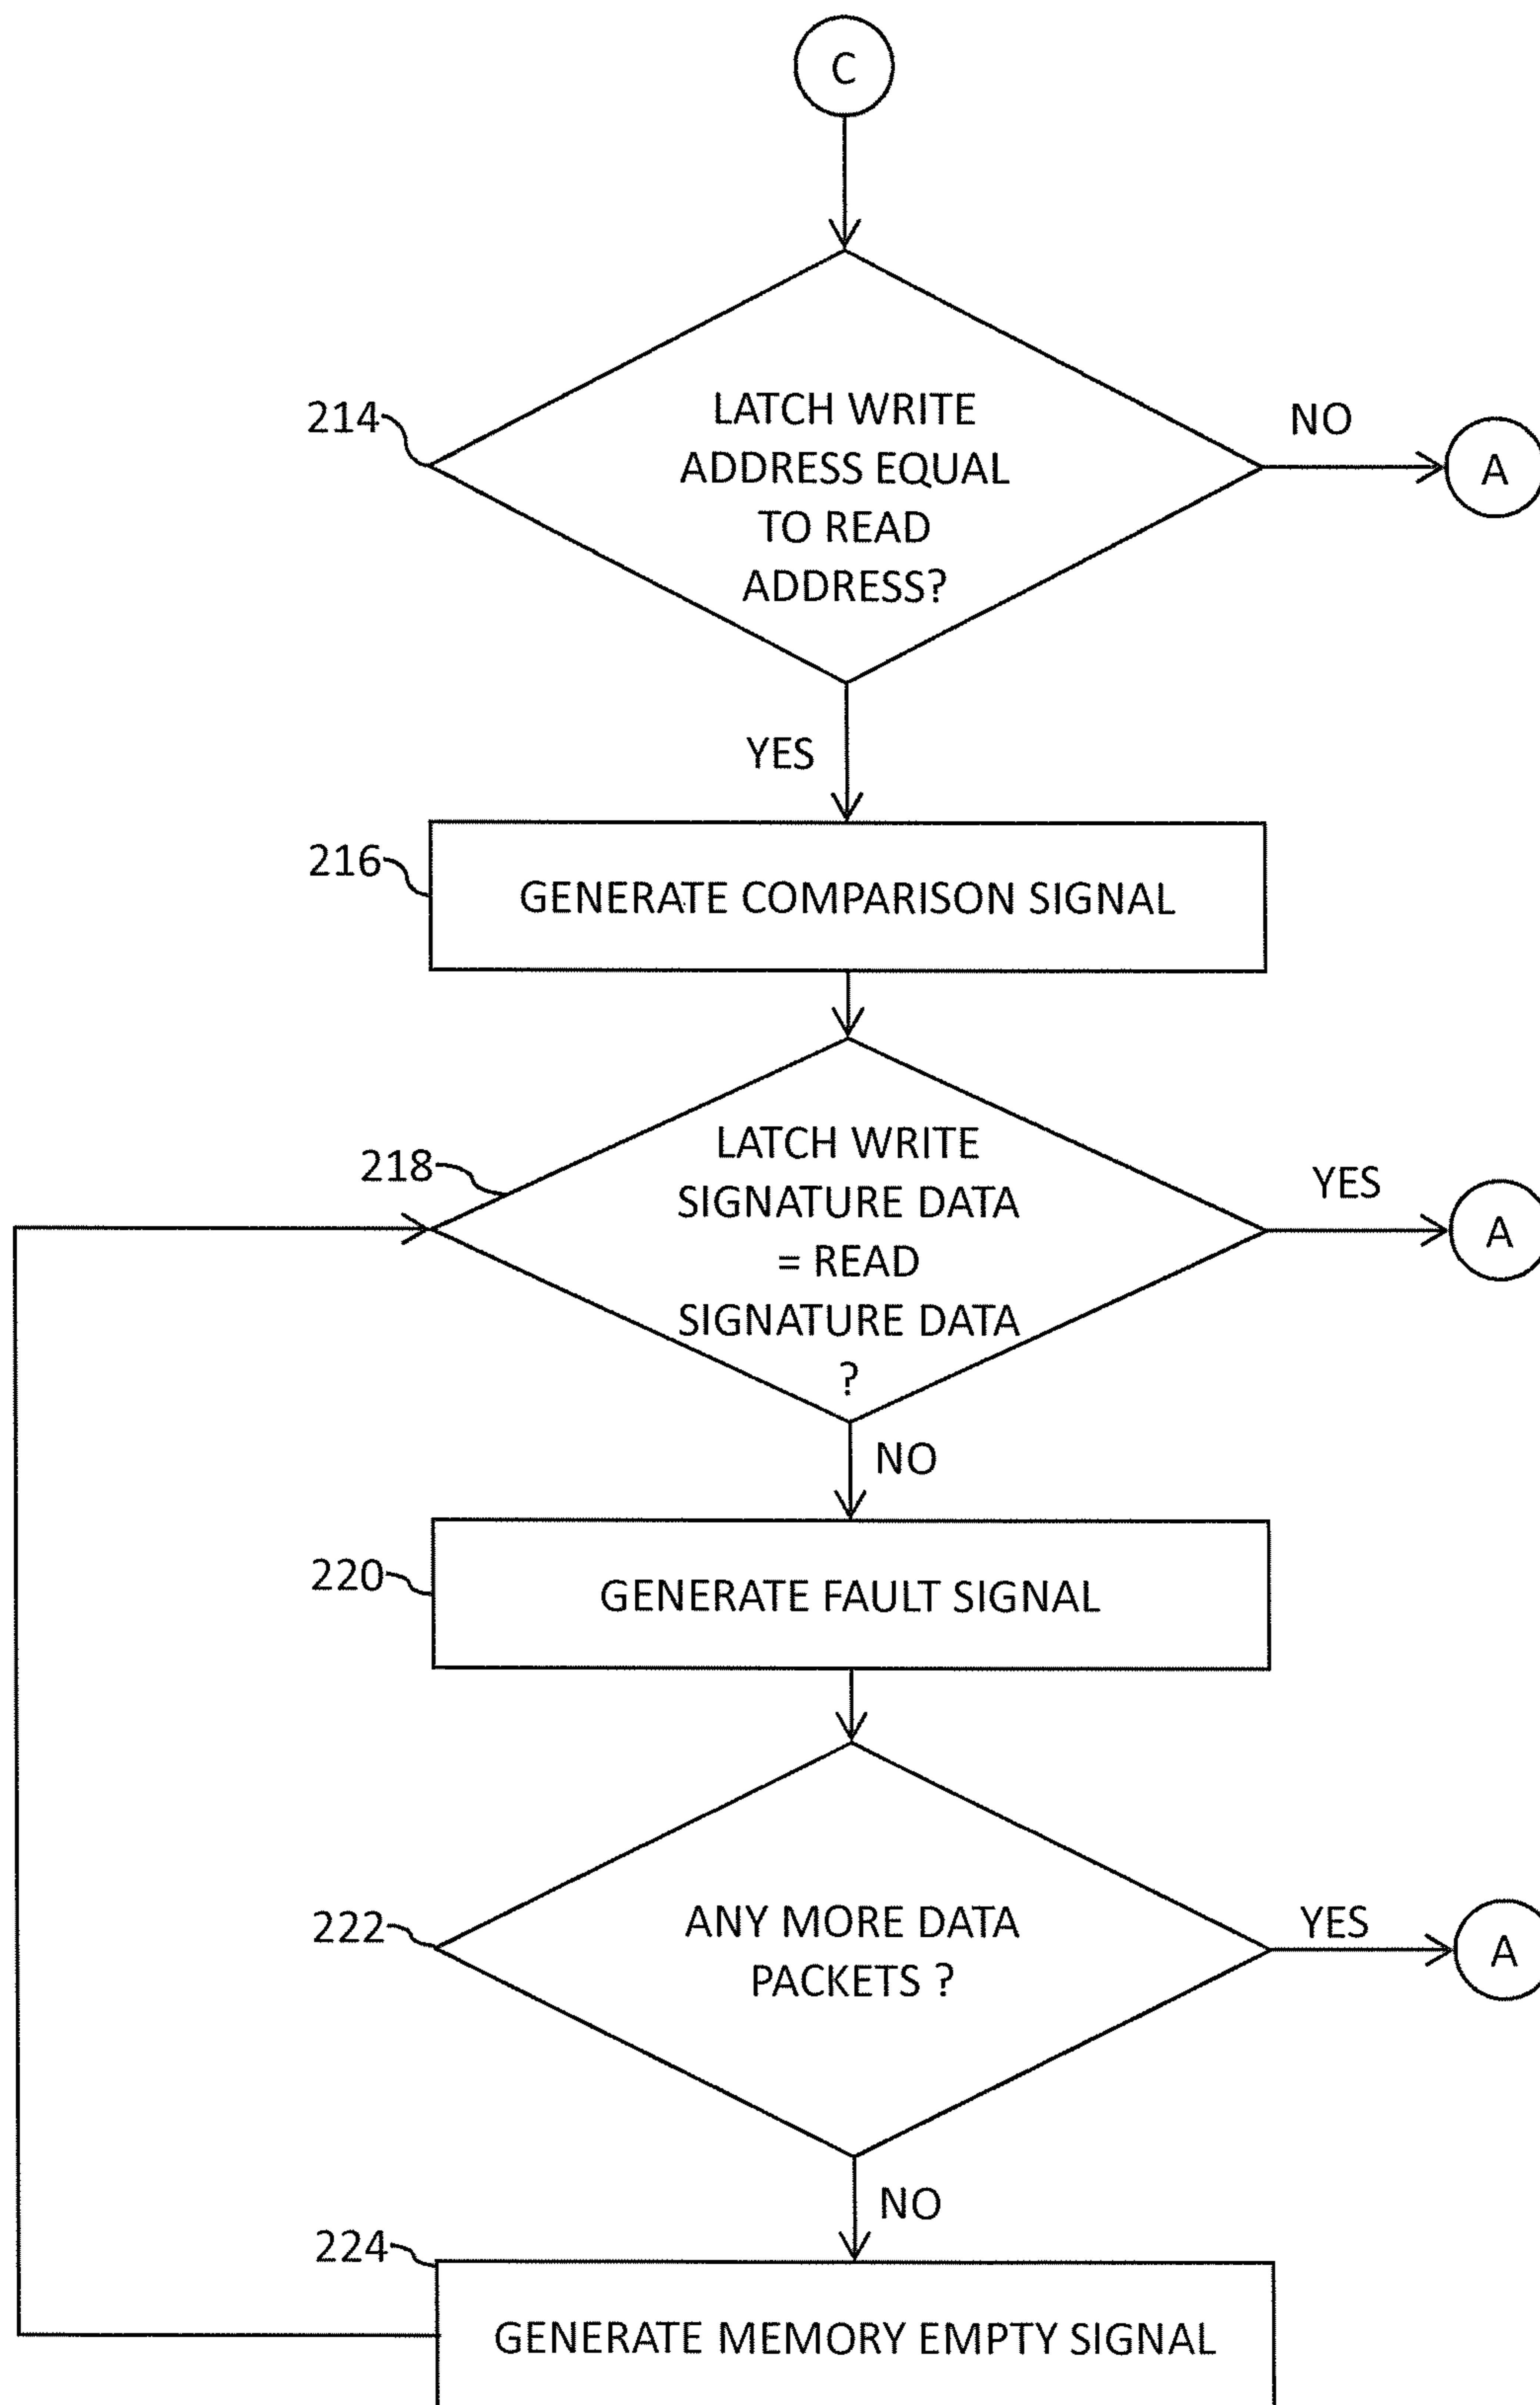 C
214
LATCH WRITE
ADDRESS EQUAL
TO READ
ADDRESS?
NO
A
YES
216
GENERATE COMPARISON SIGNAL
218
LATCH WRITE
SIGNATURE DATA
= READ
SIGNATURE DATA
?
YES
A
NO
220
GENERATE FAULT SIGNAL
222
ANY MORE DATA
PACKETS ?
YES
A
NO
224
GENERATE MEMORY EMPTY SIGNAL